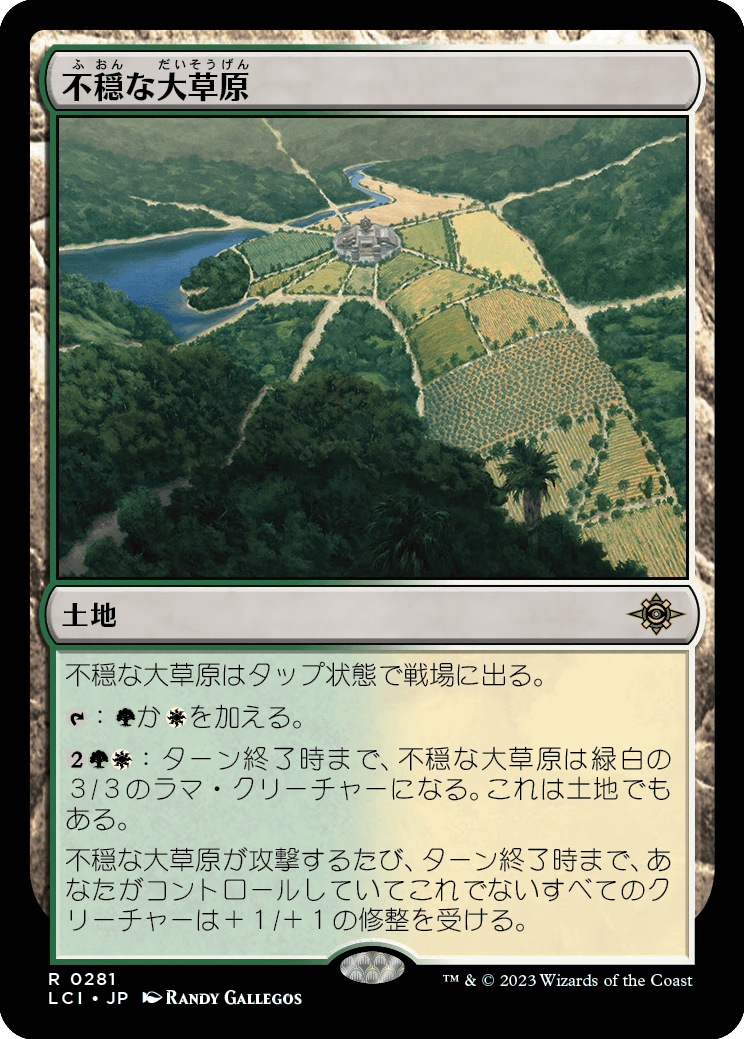 ふおん だいそうげん
不穏な大草原
土地
不穏な大草原はタップ状態で戦場に出る。
:かを加える。
2:ターン終了時まで、不穏な大草原は緑白の
3/3のラマ・クリーチャーになる。これは土地でも
ある。
不穏な大草原が攻撃するたび、ターン終了時まで、あ
なたがコントロールしていてこれでないすべてのク
リーチャーは+1/+1の修整を受ける。
R 0281
LCI • JP RANDY GALLEGOS
™ & © 2023 Wizards of the Coast